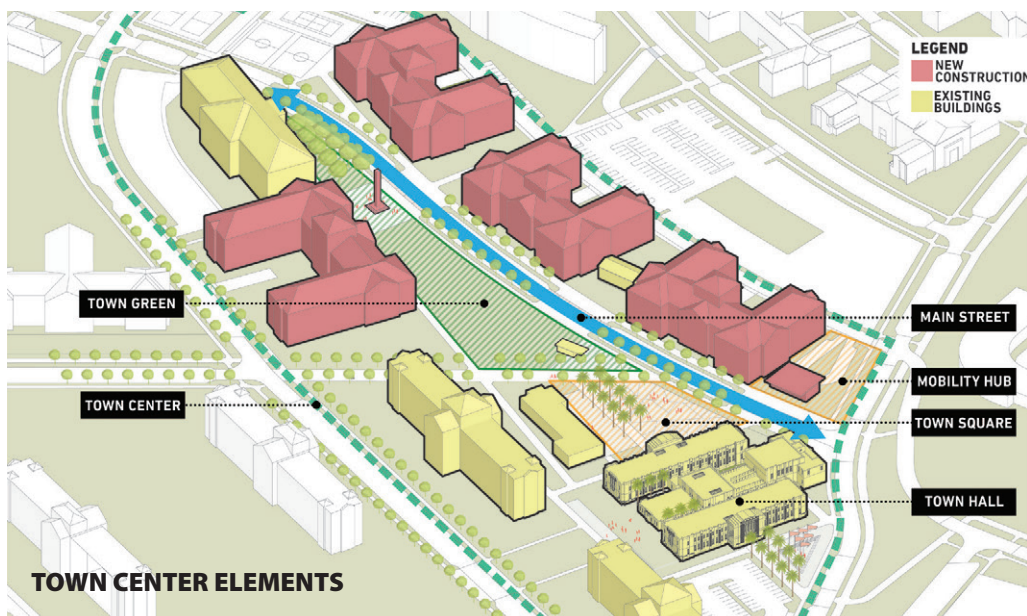 LEGEND
NEW
CONSTRUCTION
EXISTING
BUILDINGS
TOWN GREEN
MAIN STREET
MOBILITY HUB
TOWN CENTER
TOWN SQUARE
TOWN HALL
TOWN CENTER ELEMENTS